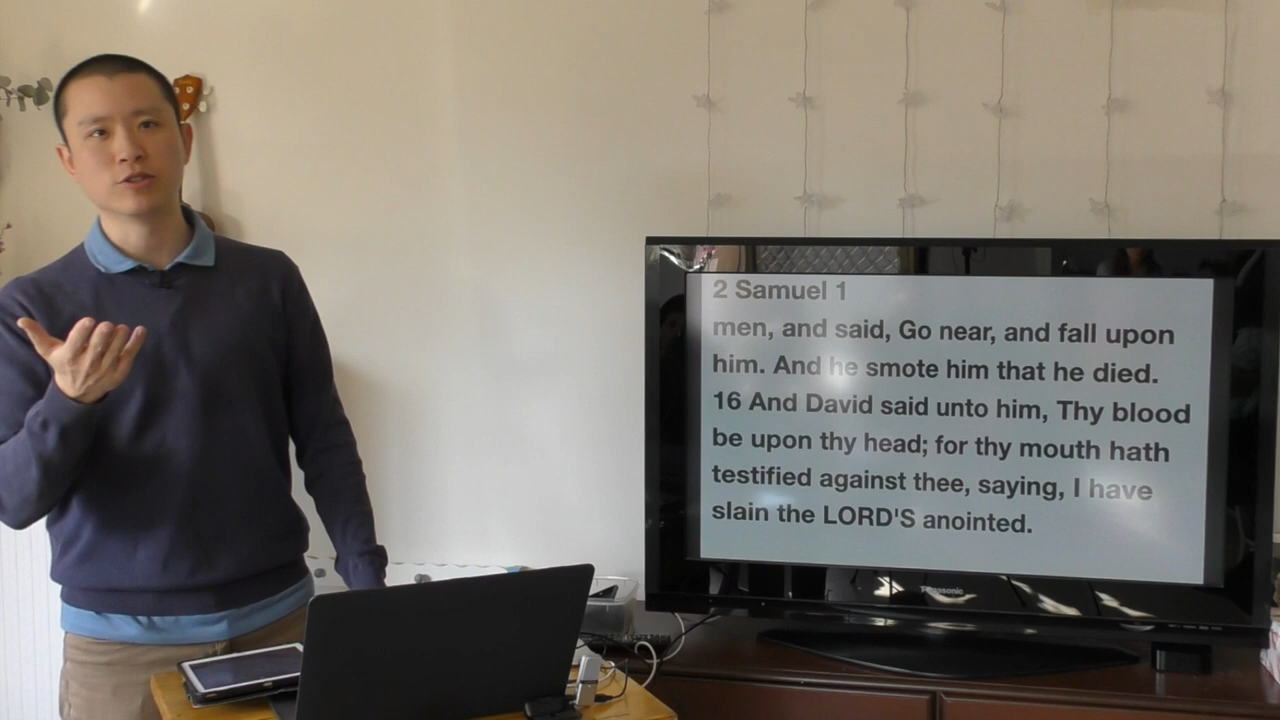 2 Samuel 1
men, and said, Go near, and fall upon
him. And he smote him that he died.
16 And David said unto him, Thy blood
be upon thy head; for thy mouth hath
testified against thee, saying, I have
slain the LORD'S anointed.
Panasonic